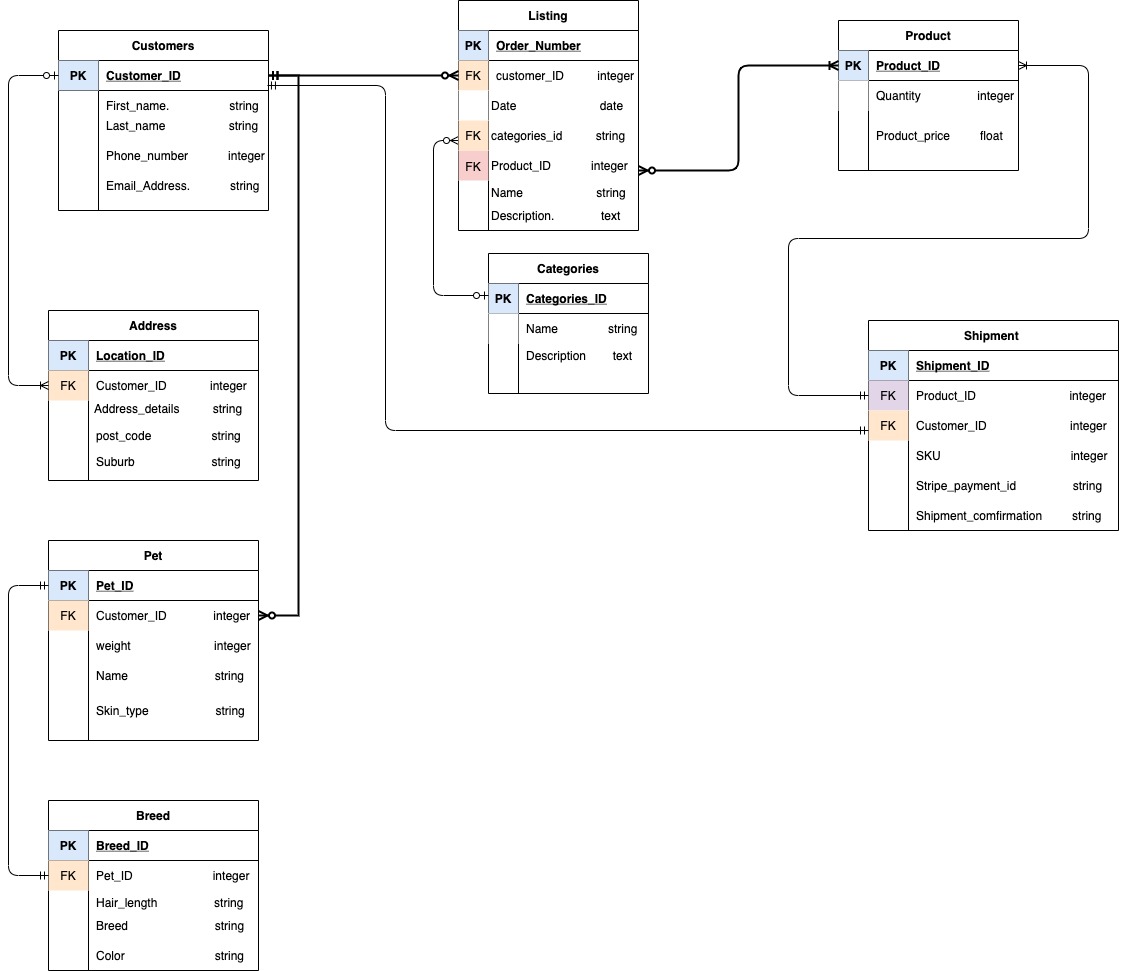 Customers
PK Customer_ID
First_name. string
Last_name string
Phone_number integer
Email_Address. string
Listing
PK Order_Number
FK customer_ID integer
Date date
FK categories_id string
FK Product_ID integer
Name string
Description. text
Product
PK Product_ID
Quantity integer
Product_price float
Categories
PK Categories_ID
Name string
Description text
Address
PK Location_ID
FK Customer_ID integer
Address_details string
post_code string
Suburb string
Shipment
PK Shipment_ID
FK Product_ID integer
FK Customer_ID integer
SKU integer
Stripe_payment_id string
Shipment_comfirmation string
Pet
PK Pet_ID
FK Customer_ID integer
weight integer
Name string
Skin_type string
Breed
PK Breed_ID
FK Pet_ID integer
Hair_length string
Breed string
Color string